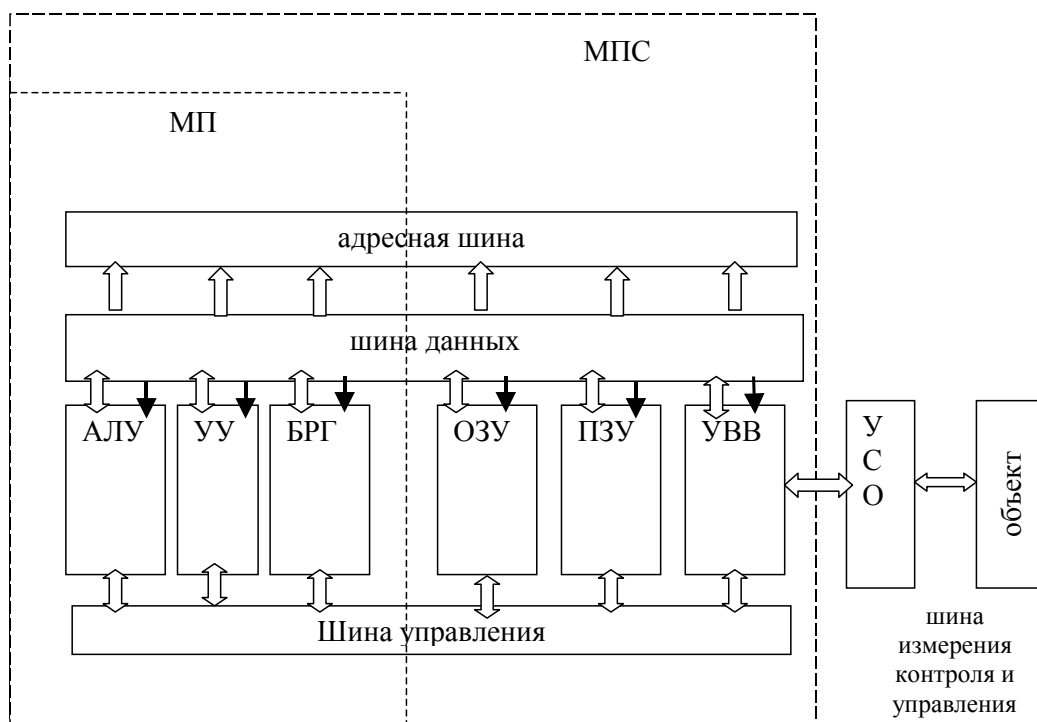 МПС
МП
адресная шина
шина данных
АЛУ УУ БРГ ОЗУ ПЗУ УВВ
У
С
О
объект
Шина управления
шина
измерения
контроля и
управления